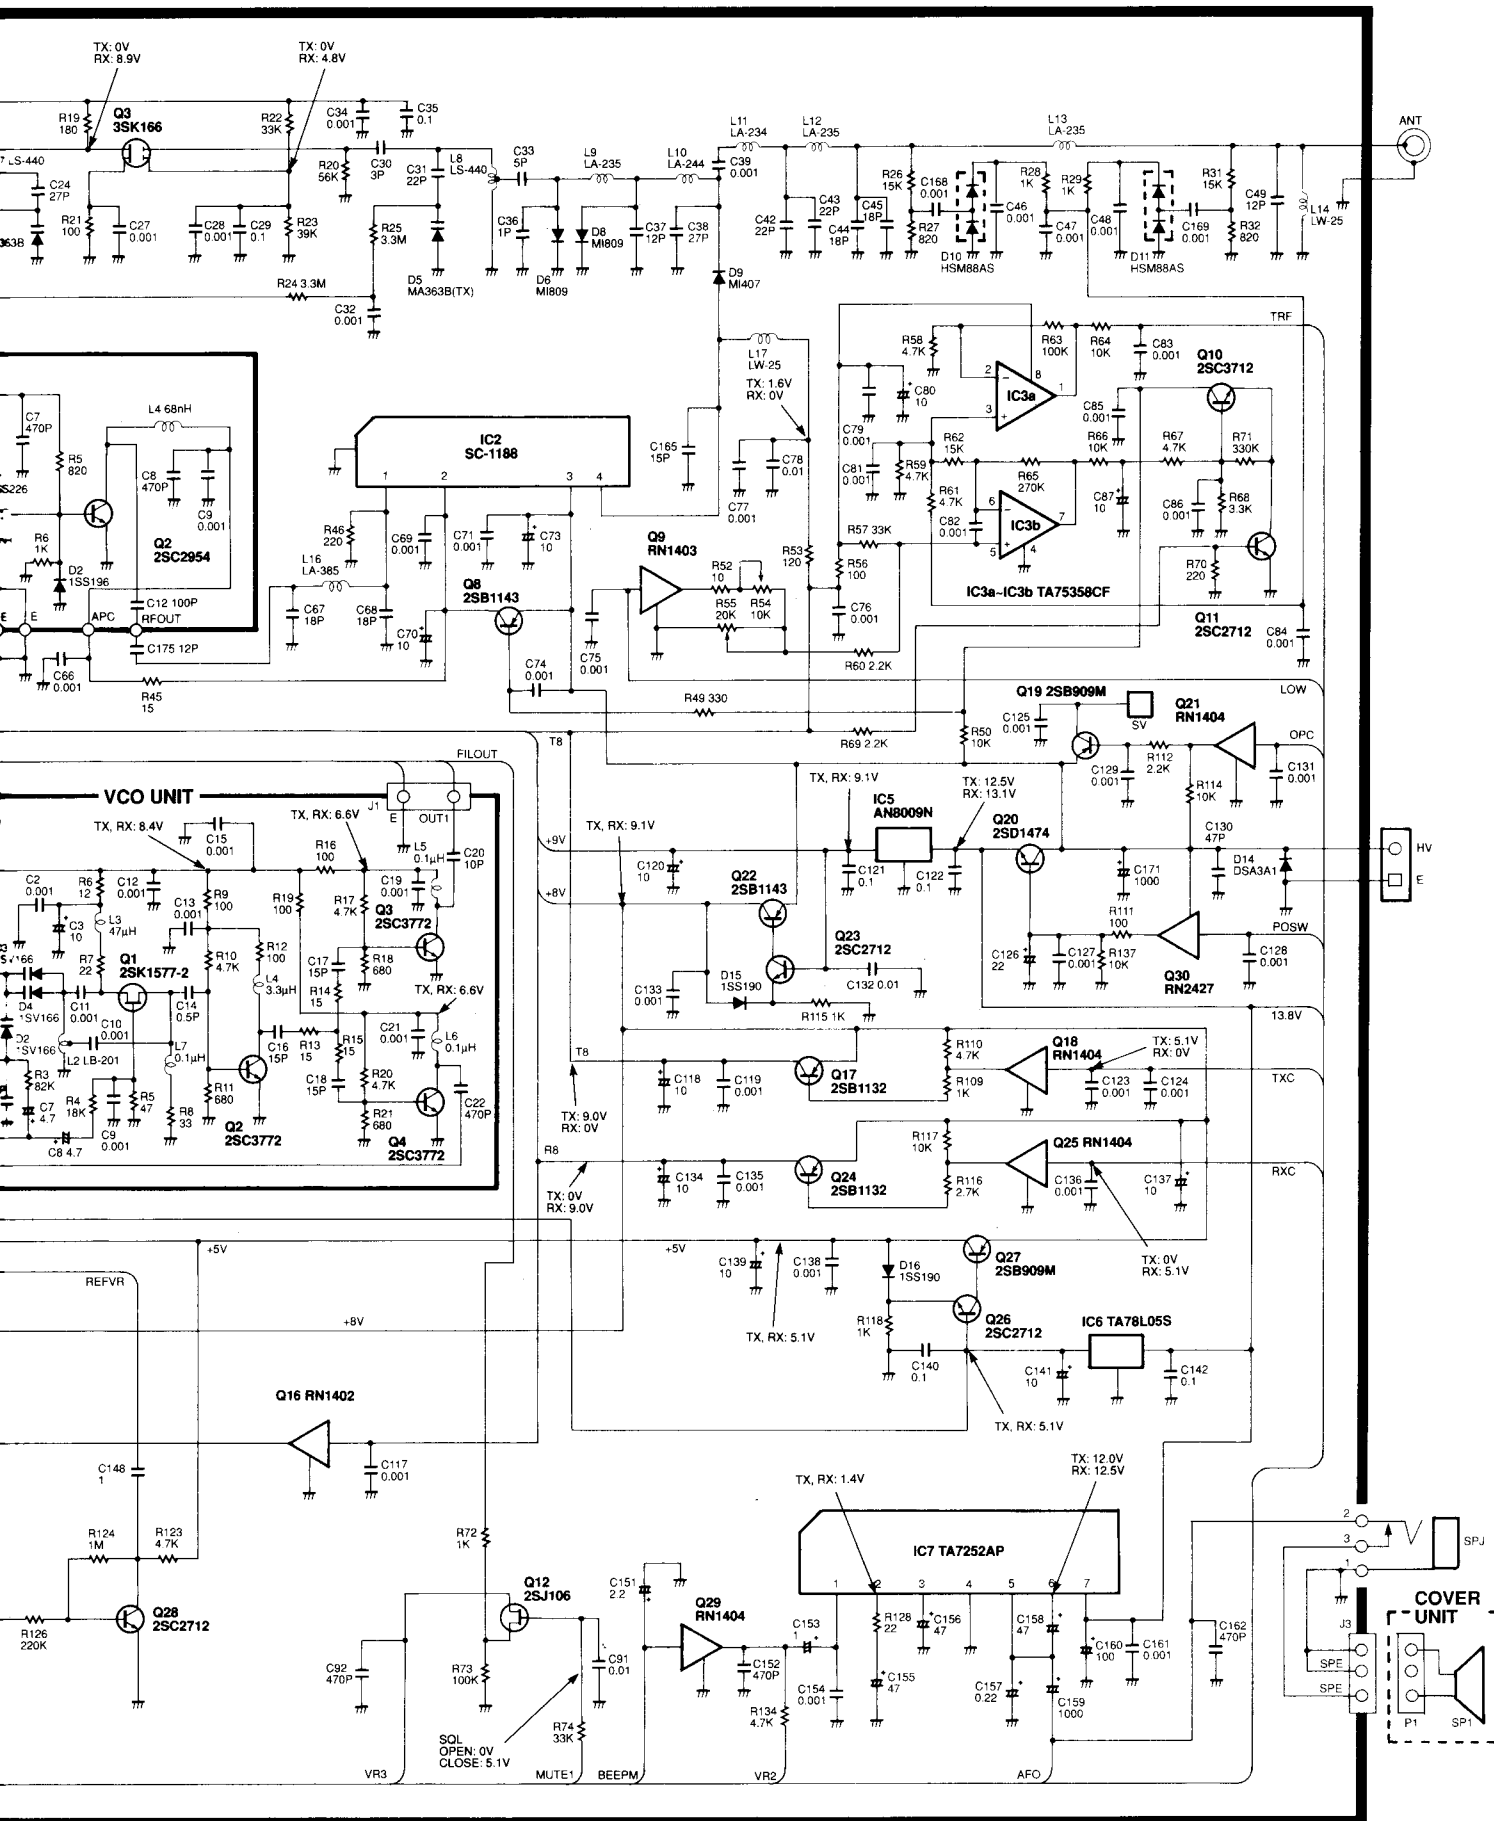 TX: 0V
RX: 8.9V
TX: 0V
RX: 4.8V
R19
180
Q3
3SK166
R22
33K
C34
0.001
C35
0.1
L11
LA-234
L12
LA-235
L13
LA-235
ANT
LS-440
C24
27P
R20
56K
C30
3P
C31
22P
L8
LS-440
C33
5P
L9
LA-235
L10
LA-244
C39
0.001
R26
15K
C168
0.001
R28
1K
R29
1K
R31
15K
C49
12P
L14
LW-25
R21
100
C27
0.001
C28
0.001
C29
0.1
R23
39K
R25
3.3M
C36
1P
D8
MI809
C37
12P
C38
27P
C42
22P
C43
22P
C44
18P
C45
18P
R27
820
C46
0.001
C47
0.001
C48
0.001
C169
0.001
R32
820
D10
HSM88AS
D11
HSM88AS
363B
R24 3.3M
D5
MA363B(TX)
D6
MI809
D9
MI407
C32
0.001
TRF
L17
LW-25
TX: 1.6V
RX: 0V
R58
4.7K
R63
100K
R64
10K
C83
0.001
Q10
2SC3712
2
8
1
3
IC3a
C79
0.001
C80
10
C85
0.001
L4 68nH
C7
470P
R5
820
C8
470P
C9
0.001
IC2
SC-1188
1
2
3
4
C165
15P
C77
0.001
C78
0.01
C81
0.001
R59
4.7K
R62
15K
R61
4.7K
R65
270K
R66
10K
R67
4.7K
R71
330K
C82
0.001
6
7
5
4
IC3b
C87
10
C86
0.001
R68
3.3K
SS226
R6
1K
Q2
2SC2954
D2
1SS196
R46
220
C69
0.001
C71
0.001
C73
10
Q9
RN1403
R53
120
R57 33K
R56
100
R70
220
L16
LA-385
Q8
2SB1143
R52
10
R55
20K
R54
10K
IC3a~IC3b TA75358CF
C12 100P
E
E
APC
RFOUT
C67
18P
C68
18P
C70
10
C76
0.001
Q11
2SC2712
C84
0.001
C175 12P
C66
0.001
C74
0.001
C75
0.001
R60 2.2K
R45
15
R49 330
Q19 2SB909M
LOW
SV
Q21
RN1404
C125
0.001
OPC
T8
R69 2.2K
R50
10K
C129
0.001
R112
2.2K
R114
10K
C131
0.001
FILOUT
VCO UNIT
J1
E
OUT1
TX, RX: 9.1V
TX: 12.5V
RX: 13.1V
IC5
AN8009N
TX, RX: 8.4V
C15
0.001
TX, RX: 6.6V
TX, RX: 9.1V
+9V
Q20
2SD1474
C130
47P
HV
E
R16
100
L5
0.1μH
C20
10P
C120
10
C121
0.1
C122
0.1
C171
1000
D14
DSA3A1
C2
0.001
R6
12
C12
0.001
R9
100
R19
100
R17
4.7K
C19
0.001
+8V
Q22
2SB1143
C3
10
L3
47μH
C13
0.001
Q3
2SC3772
R111
100
POSW
Q23
2SC2712
R12
100
R7
22
Q1
2SK1577-2
R10
4.7K
C17
15P
R18
680
D15
1SS190
C132 0.01
C126
22
C127
0.001
R137
10K
C128
0.001
Q30
RN2427
D4
1SV166
C11
0.001
C14
0.5P
L4
3.3μH
R14
15
TX, RX: 6.6V
C133
0.001
R115 1K
13.8V
D2
1SV166
C10
0.001
L2 LB-201
L7
0.1μH
C16
15P
R13
15
R15
15
C21
0.001
L6
0.1μH
T8
R110
4.7K
Q18
RN1404
TX: 5.1V
RX: 0V
R3
82K
C18
15P
R20
4.7K
C118
10
C119
0.001
Q17
2SB1132
R109
1K
C123
0.001
C124
0.001
TXC
C7
4.7
R4
18K
C9
0.001
R5
47
R8
33
R11
680
Q2
2SC3772
R21
680
C22
470P
TX: 9.0V
RX: 0V
C8 4.7
Q4
2SC3772
R8
R117
10K
Q25 RN1404
RXC
C134
10
C135
0.001
Q24
2SB1132
R116
2.7K
C136
0.001
C137
10
TX: 0V
RX: 9.0V
+5V
+5V
C139
10
C138
0.001
D16
1SS190
Q27
2SB909M
TX: 0V
RX: 5.1V
REFVR
+8V
TX, RX: 5.1V
R118
1K
Q26
2SC2712
IC6 TA78L05S
C140
0.1
C141
10
C142
0.1
Q16 RN1402
TX, RX: 5.1V
C148
1
C117
0.001
TX, RX: 1.4V
TX: 12.0V
RX: 12.5V
R124
1M
R123
4.7K
R72
1K
IC7 TA7252AP
2
3
1
SPJ
Q12
2SJ106
C151
2.2
Q29
RN1404
1
2
3
4
5
6
7
COVER
UNIT
R126
220K
Q28
2SC2712
C153
1
R128
22
C156
47
C158
47
C162
470P
J3
SPE
SPE
C92
470P
R73
100K
C91
0.01
C152
470P
C154
0.001
C155
47
C157
0.22
C160
100
C161
0.001
C159
1000
P1
SP1
SQL
OPEN: 0V
CLOSE: 5.1V
R74
33K
R134
4.7K
VR3
MUTE1
BEEPM
VR2
AFO